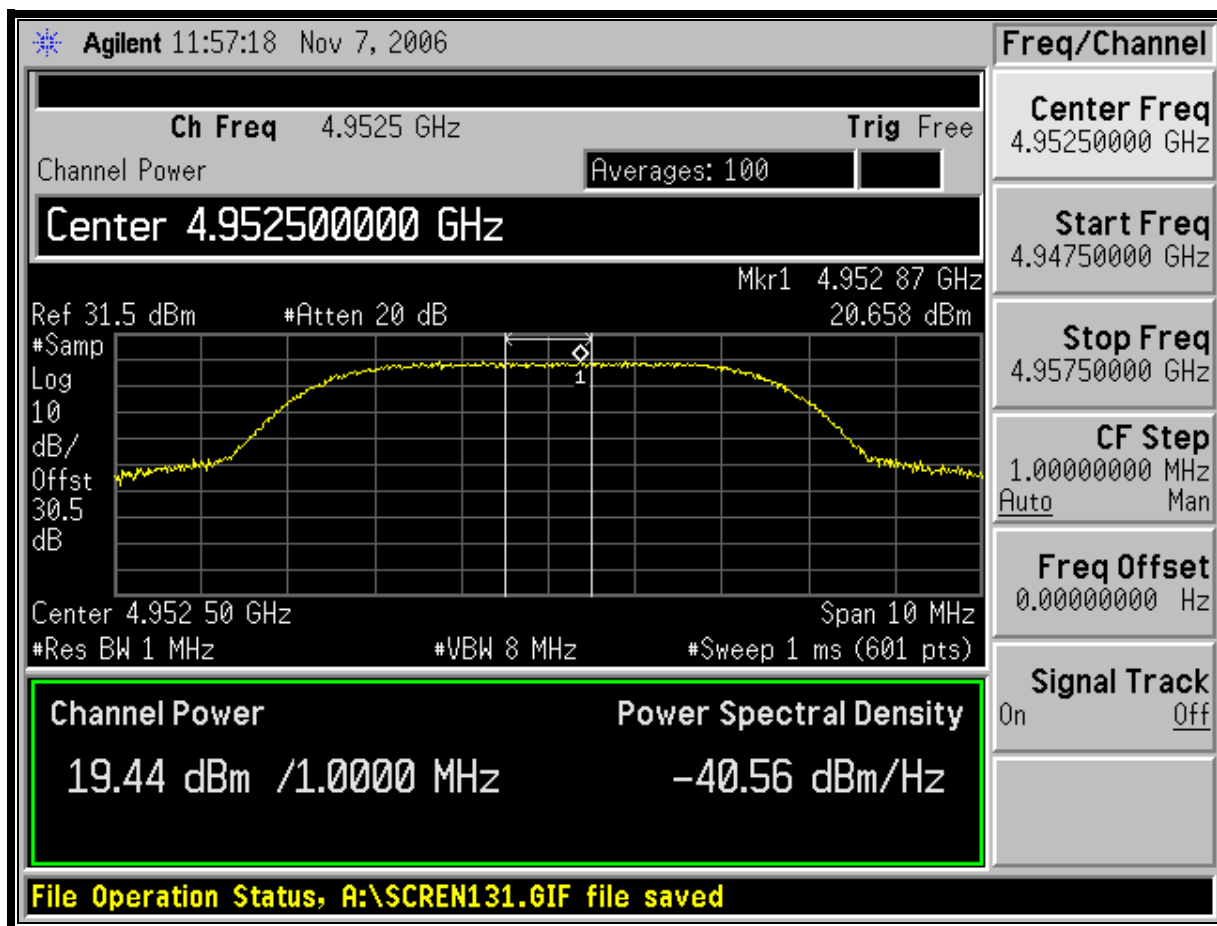 Agilent 11:57:18 Nov 7, 2006
Freq/Channel
Ch Freq 4.9525 GHz Trig Free
Channel Power Averages: 100
Center 4.952500000 GHz
Mkr1 4.952 87 GHz
Ref 31.5 dBm #Atten 20 dB 20.658 dBm
#Samp
Log
10
dB/
Offst
30.5
dB
1
Center 4.952 50 GHz Span 10 MHz
#Res BW 1 MHz #VBW 8 MHz #Sweep 1 ms (601 pts)
Channel Power Power Spectral Density
19.44 dBm /1.0000 MHz -40.56 dBm/Hz
File Operation Status, A:\SCREN131.GIF file saved
Center Freq
4.95250000 GHz
Start Freq
4.94750000 GHz
Stop Freq
4.95750000 GHz
CF Step
1.00000000 MHz
Auto Man
Freq Offset
0.00000000 Hz
Signal Track
On Off